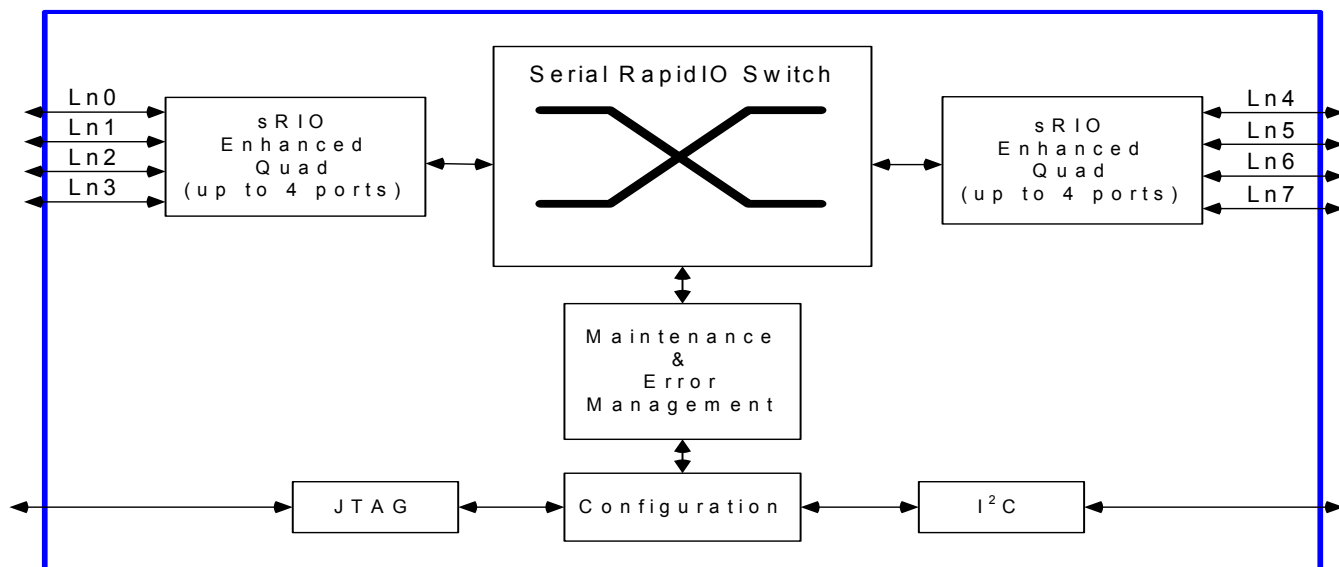 Serial RapidIO Switch
Ln0
Ln1
Ln2
Ln3
sRIO
Enhanced
Quad
(up to 4 ports)
sRIO
Enhanced
Quad
(up to 4 ports)
Ln4
Ln5
Ln6
Ln7
Maintenance
&
Error
Management
JTAG
Configuration
I²C